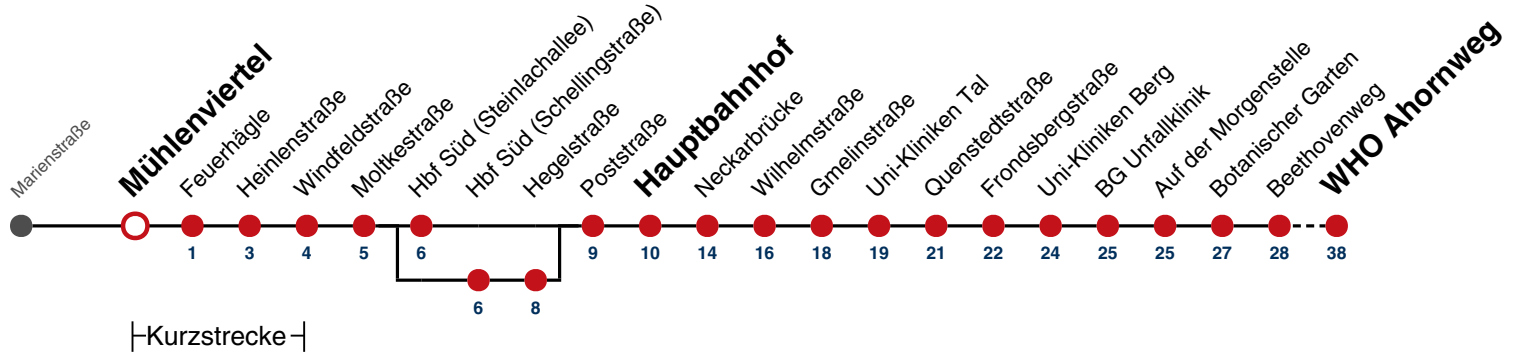 Marienstraße
Mühlenviertel
Feuerhägle
Heinlenstraße
Windfeldstraße
Moltkestraße
Hbf Süd (Steinlachallee)
Hbf Süd (Schellingstraße)
Hegelstraße
Poststraße
Hauptbahnhof
Neckarbrücke
Wilhelmstraße
Gmelinstraße
Uni-Kliniken Tal
Quenstedtstraße
Frondsbergstraße
Uni-Kliniken Berg
BG Unfallklinik
Auf der Morgenstelle
Botanischer Garten
Beethovenweg
WHO Ahornweg
1 3 4 5 6 9 10 14 16 18 19 21 22 24 25 25 27 28 38
6 8
Kurzstrecke